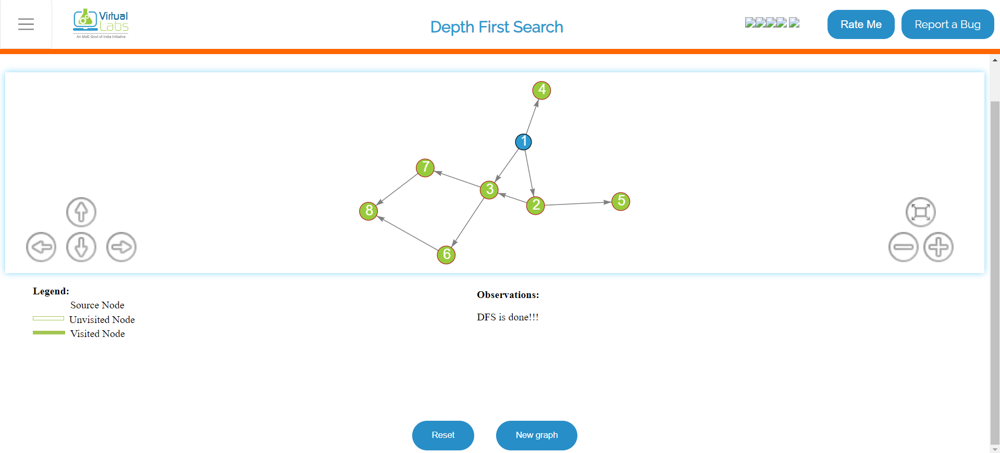 Virtual
Labs
An MoE Govt of India Initiative
Depth First Search
Rate Me
Report a Bug
4
1
7
3
2
5
8
6
Legend:
Source Node
Unvisited Node
Visited Node
Observations:
DFS is done!!!
Reset
New graph